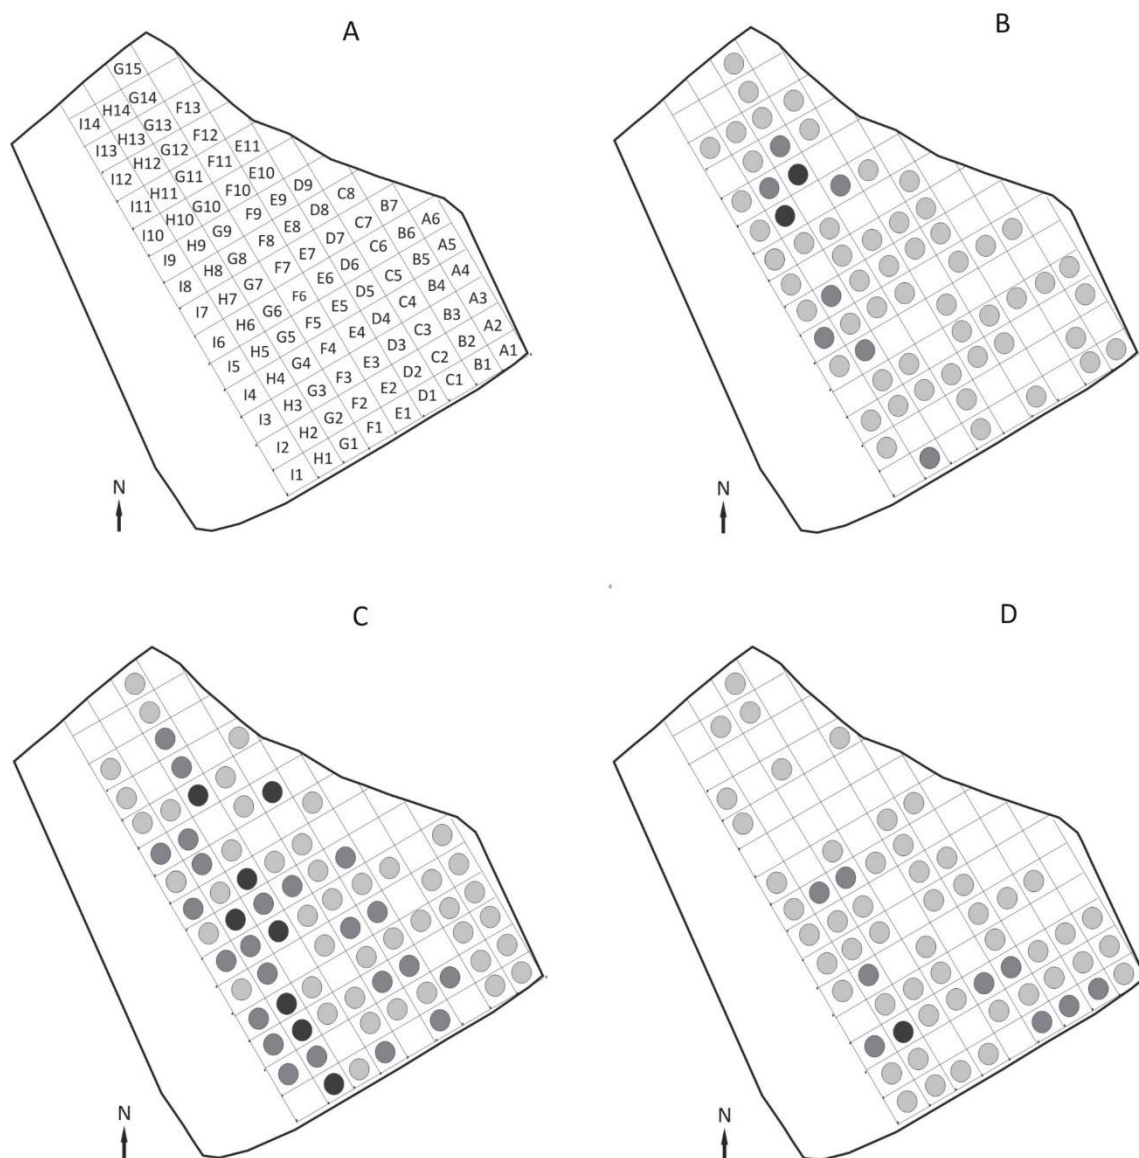 A
B
G15
I14 H14 G14
I13 H13 G13 F13
I12 H12 G12 F12
I11 H11 G11 F11 E11
I10 H10 G10 F10 E10
I9 H9 G9 F9 E9 D9
I8 H8 G8 F8 E8 D8 C8
I7 H7 G7 F7 E7 D7 C7 B7
I6 H6 G6 F6 E6 D6 C6 B6 A6
I5 H5 G5 F5 E5 D5 C5 B5 A5
I4 H4 G4 F4 E4 D4 C4 B4 A4
I3 H3 G3 F3 E3 D3 C3 B3 A3
I2 H2 G2 F2 E2 D2 C2 B2 A2
I1 H1 G1 F1 E1 D1 C1 B1 A1
N
N
C
D
N
N